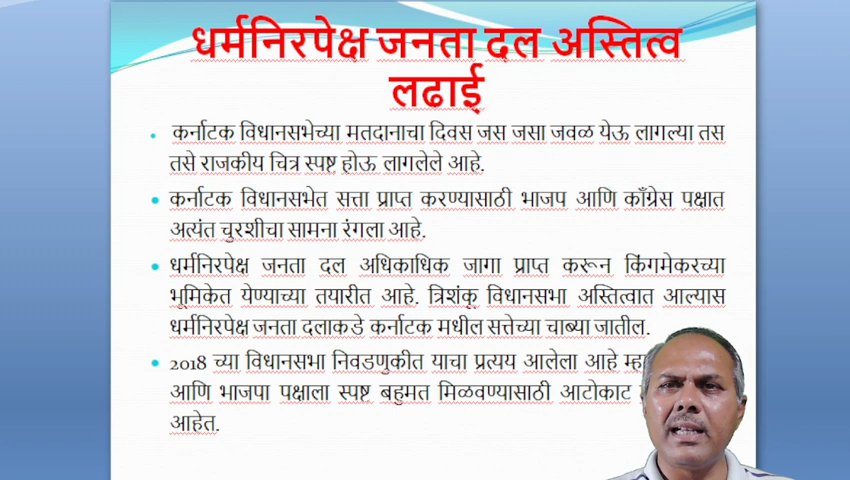 धर्मनिरपेक्ष जनता दल अस्तित्व
लढाई
कर्नाटक विधानसभेच्या मतदानाचा दिवस जस जसा जवळ येऊ लागल्या तस
तसे राजकीय चित्र स्पष्ट होऊ लागलेले आहे.
कर्नाटक विधानसभेत सत्ता प्राप्त करण्यासाठी भाजप आणि काँग्रेस पक्षात
अत्यंत चुरशीचा सामना रंगला आहे.
धर्मनिरपेक्ष जनता दल अधिकाधिक जागा प्राप्त करून किंगमेकरच्या
भूमिकेत येण्याच्या तयारीत आहे. त्रिशंकू विधानसभा अस्तित्वात आल्यास
धर्मनिरपेक्ष जनता दलाकडे कर्नाटक मधील सत्तेच्या चाब्या जातील.
2018 च्या विधानसभा निवडणुकीत याचा प्रत्यय आलेला आहे
आणि भाजपा पक्षाला स्पष्ट बहुमत मिळवण्यासाठी आटोकाट
आहेत.